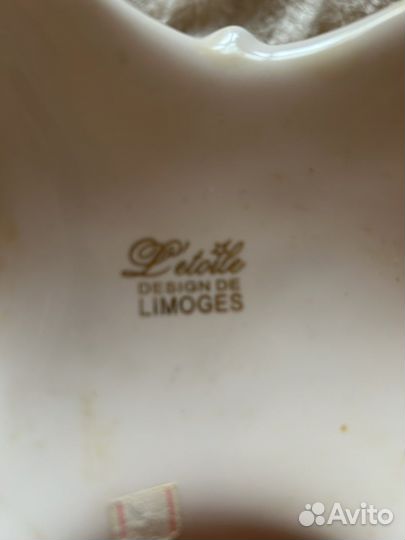 L'etoile
DESIGN DE
LIMOGES
Avito